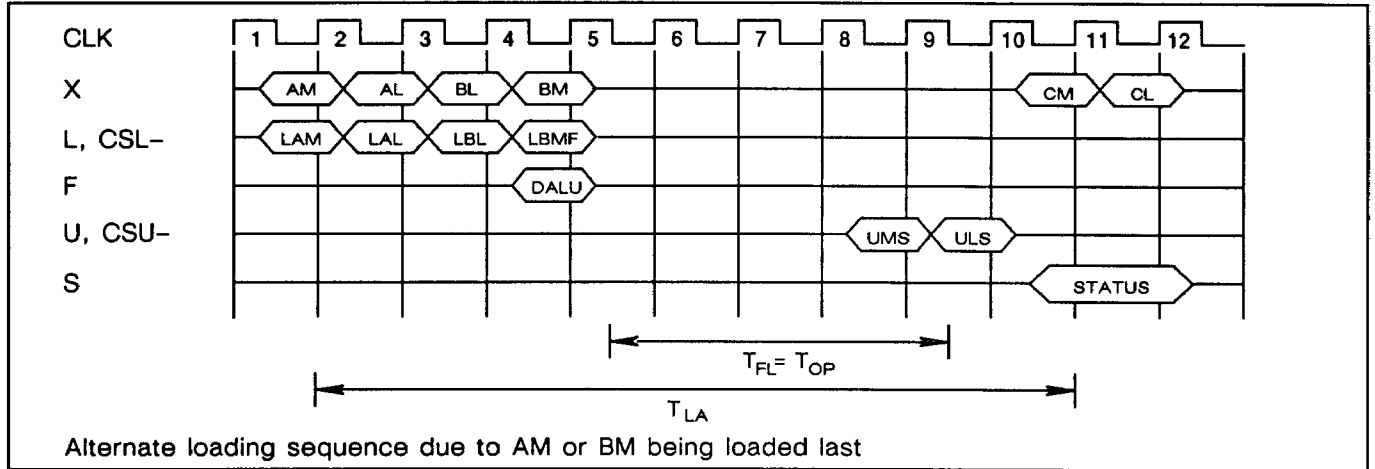 CLK 1 2 3 4 5 6 7 8 9 10 11 12
X AM AL BL BM CM CL
L, CSL– LAM LAL LBL LBMF
F DALU
U, CSU– UMS ULS
S STATUS
TFL= TOP
TLA
Alternate loading sequence due to AM or BM being loaded last